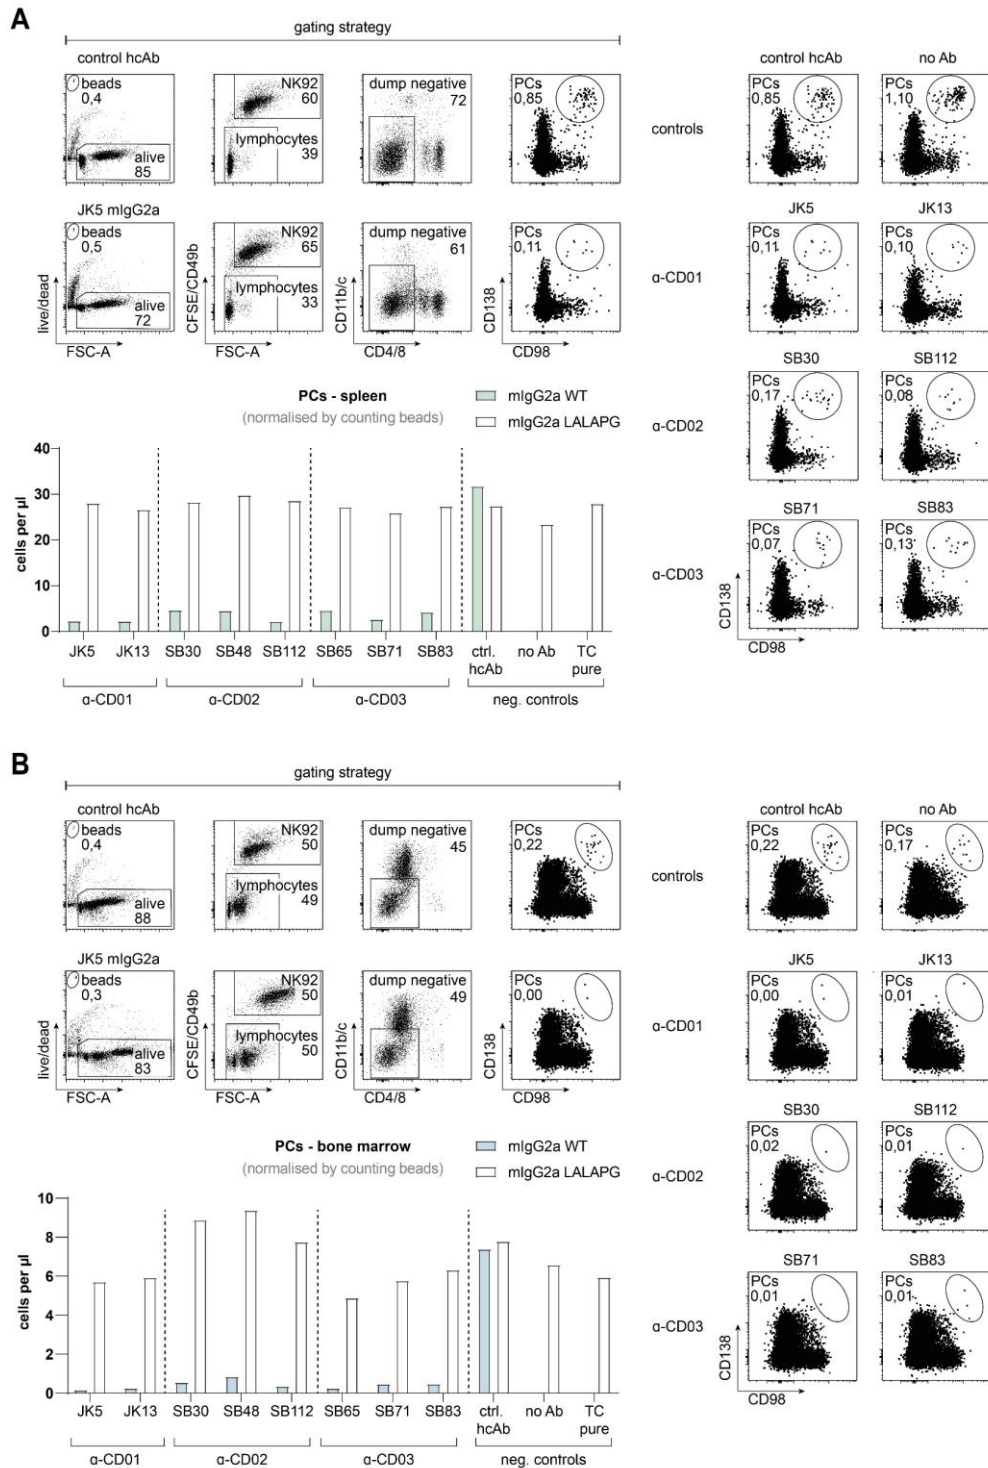 A
gating strategy
control hcAb
beads
0,4
alive
85
NK92
60
lymphocytes
39
dump negative
72
PCs
0,85
JK5 mIgG2a
beads
0,5
alive
72
live/dead
FSC-A
NK92
65
lymphocytes
33
CFSE/CD49b
FSC-A
dump negative
61
CD11b/c
CD4/8
PCs
0,11
CD138
CD98
control hcAb
no Ab
controls
PCs
0,85
PCs
1,10
JK5
JK13
α-CD01
PCs
0,11
PCs
0,10
SB30
SB112
α-CD02
PCs
0,17
PCs
0,08
SB71
SB83
α-CD03
PCs
0,07
PCs
0,13
CD138
CD98
PCs - spleen
(normalised by counting beads)
mIgG2a WT
mIgG2a LALAPG
cells per µl
40
30
20
10
0
JK5
JK13
SB30
SB48
SB112
SB65
SB71
SB83
ctrl. hcAb
no Ab
TC pure
α-CD01
α-CD02
α-CD03
neg. controls
B
gating strategy
control hcAb
beads
0,4
alive
88
NK92
50
lymphocytes
49
dump negative
45
PCs
0,22
JK5 mIgG2a
beads
0,3
alive
83
live/dead
FSC-A
NK92
50
lymphocytes
50
CFSE/CD49b
FSC-A
dump negative
49
CD11b/c
CD4/8
PCs
0,00
CD138
CD98
control hcAb
no Ab
controls
PCs
0,22
PCs
0,17
JK5
JK13
α-CD01
PCs
0,00
PCs
0,01
SB30
SB112
α-CD02
PCs
0,02
PCs
0,01
SB71
SB83
α-CD03
PCs
0,01
PCs
0,01
CD138
CD98
PCs - bone marrow
(normalised by counting beads)
mIgG2a WT
mIgG2a LALAPG
cells per µl
10
8
6
4
2
0
JK5
JK13
SB30
SB48
SB112
SB65
SB71
SB83
ctrl. hcAb
no Ab
TC pure
α-CD01
α-CD02
α-CD03
neg. controls